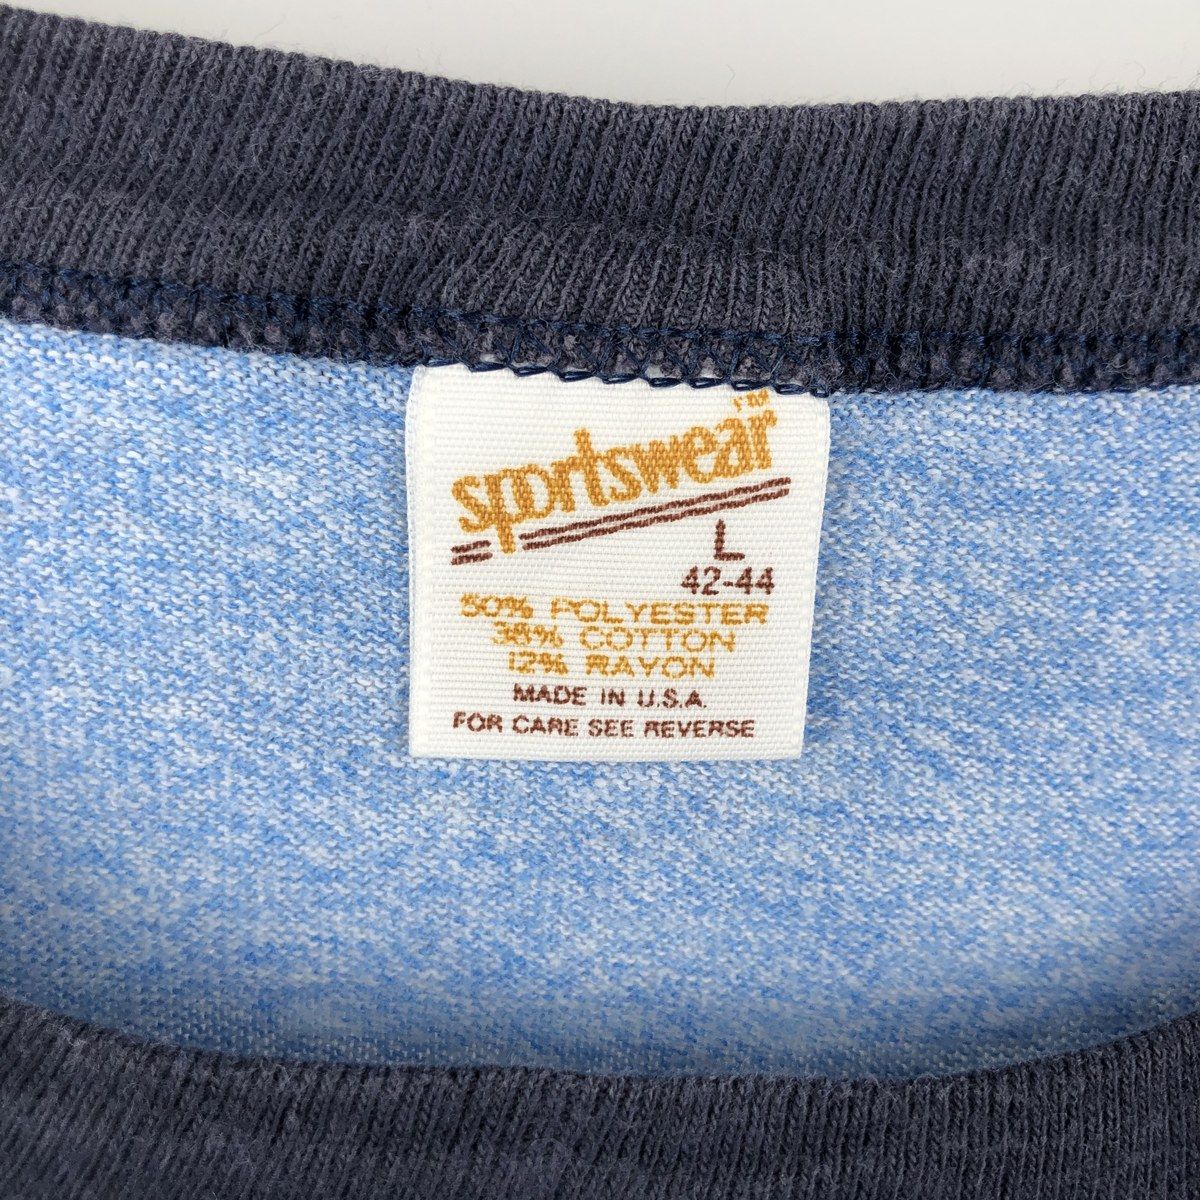 sportswear™
L
42-44
50% POLYESTER
38% COTTON
12% RAYON
MADE IN U.S.A.
FOR CARE SEE REVERSE